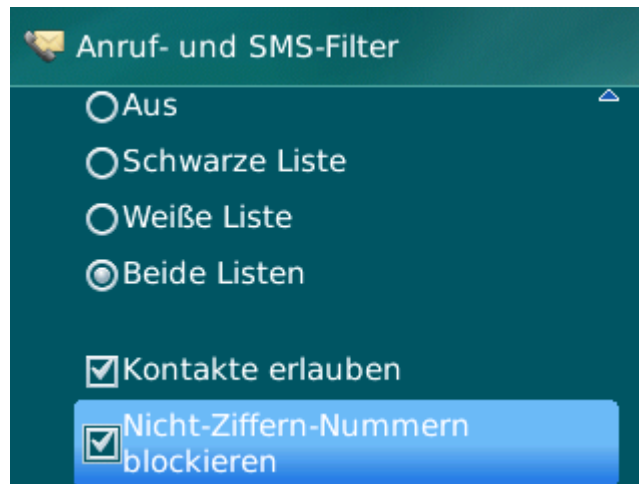 Anruf- und SMS-Filter
Aus
Schwarze Liste
Weiße Liste
Beide Listen
Kontakte erlauben
Nicht-Ziffern-Nummern
blockieren